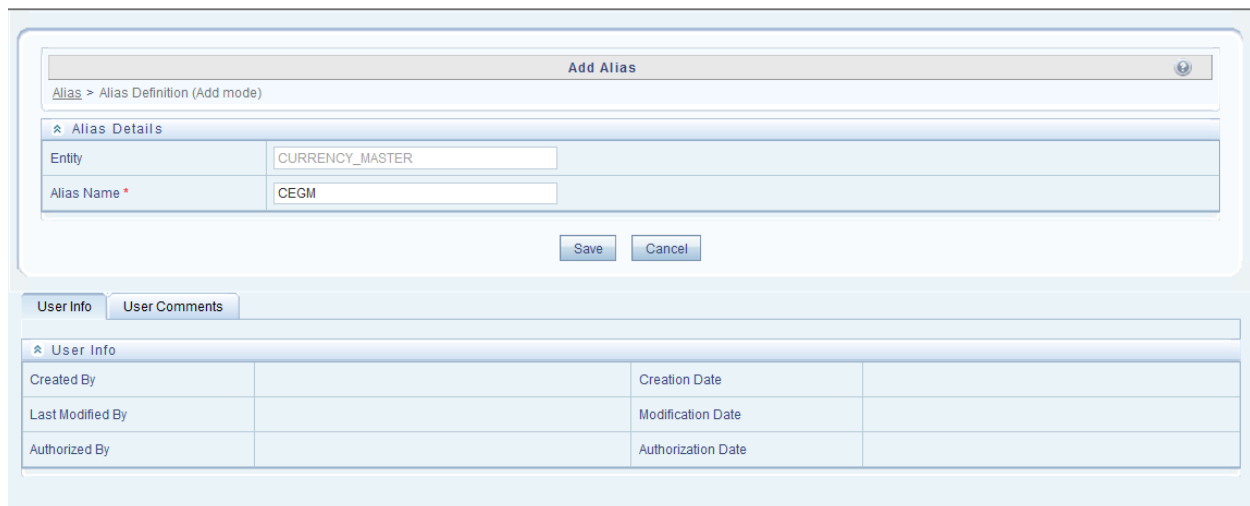 Add Alias
Alias > Alias Definition (Add mode)
Alias Details
Entity CURRENCY_MASTER
Alias Name * CEGM
Save Cancel
User Info User Comments
User Info
Created By Creation Date
Last Modified By Modification Date
Authorized By Authorization Date